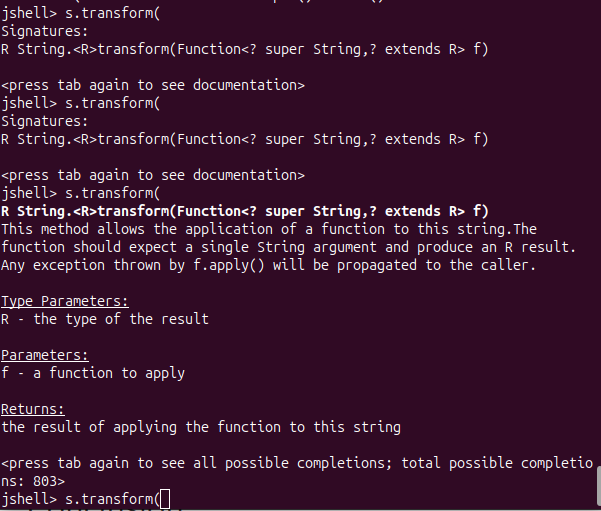 jshell> s.transform(
Signatures:
R String.<R>transform(Function<? super String,? extends R> f)
<press tab again to see documentation>
jshell> s.transform(
Signatures:
R String.<R>transform(Function<? super String,? extends R> f)
<press tab again to see documentation>
jshell> s.transform(
R String.<R>transform(Function<? super String,? extends R> f)
This method allows the application of a function to this string.The
function should expect a single String argument and produce an R result.
Any exception thrown by f.apply() will be propagated to the caller.
Type Parameters:
R - the type of the result
Parameters:
f - a function to apply
Returns:
the result of applying the function to this string
<press tab again to see all possible completions; total possible completio
ns: 803>
jshell> s.transform(